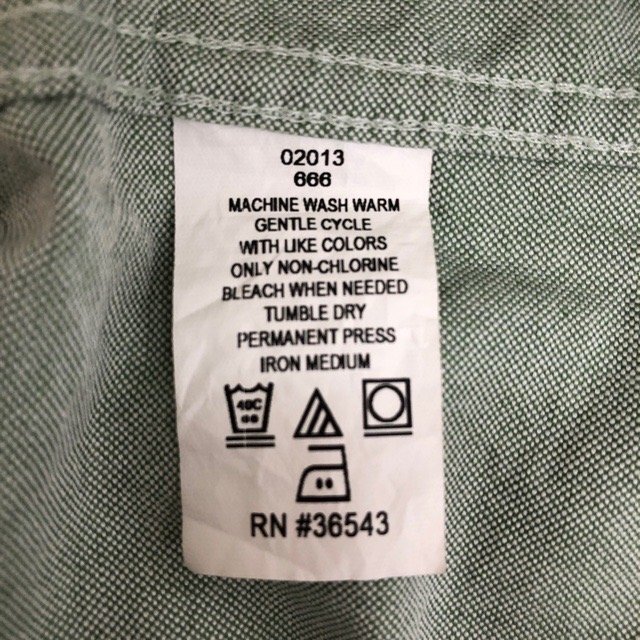 02013
666
MACHINE WASH WARM
GENTLE CYCLE
WITH LIKE COLORS
ONLY NON-CHLORINE
BLEACH WHEN NEEDED
TUMBLE DRY
PERMANENT PRESS
IRON MEDIUM
40C
RN #36543